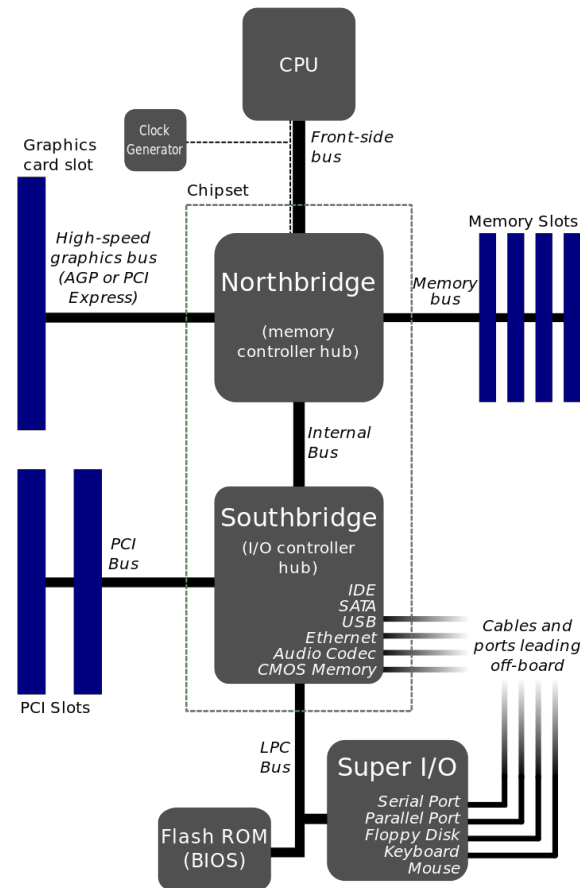 CPU
Clock
Generator
Front-side
bus
Graphics
card slot
Chipset
High-speed
graphics bus
(AGP or PCI
Express)
Northbridge
(memory
controller hub)
Memory
bus
Memory Slots
Internal
Bus
Southbridge
(I/O controller
hub)
PCI
Bus
IDE
SATA
USB
Ethernet
Audio Codec
CMOS Memory
Cables and
ports leading
off-board
PCI Slots
LPC
Bus
Super I/O
Serial Port
Parallel Port
Floppy Disk
Keyboard
Mouse
Flash ROM
(BIOS)